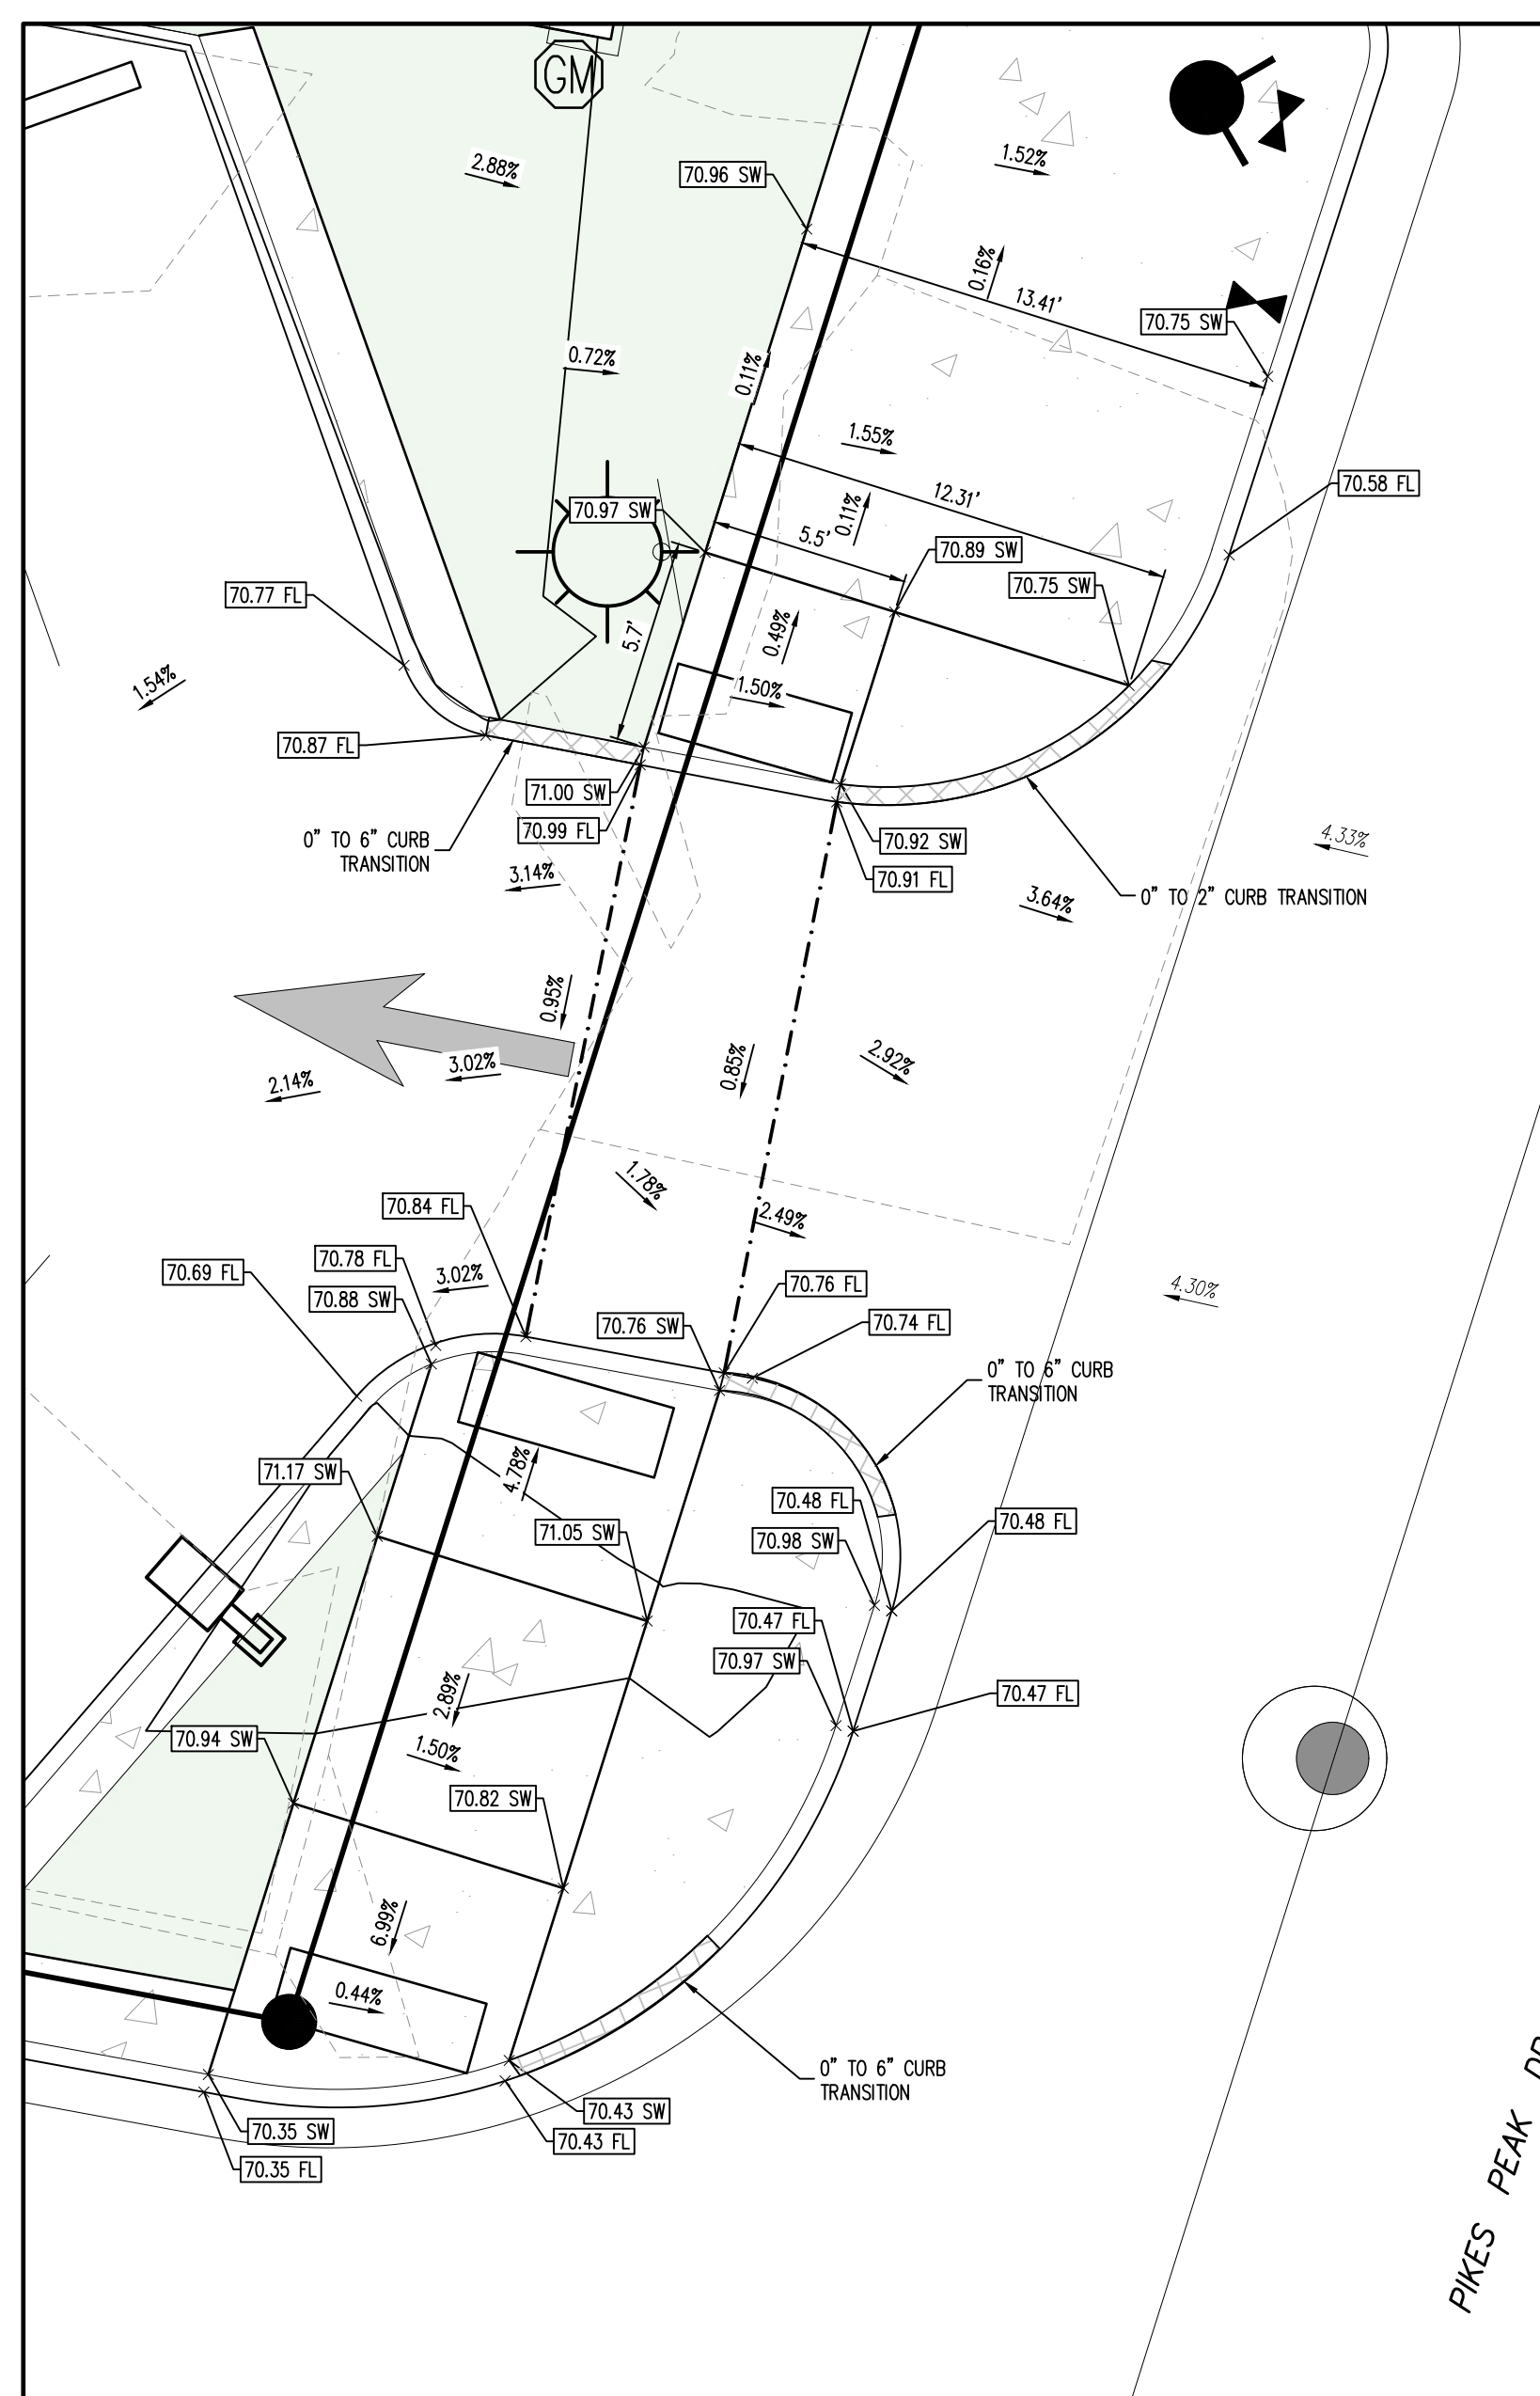 GM
2.88%
70.96 SW
1.52%
0.16%
13.41'
70.75 SW
0.72%
0.11%
1.55%
12.31'
70.58 FL
70.97 SW
5.5'
0.11%
70.89 SW
70.75 SW
70.77 FL
5.7'
0.49%
1.54%
1.50%
70.87 FL
71.00 SW
70.99 FL
0" TO 6" CURB
TRANSITION
70.92 SW
70.91 FL
4.33%
3.14%
3.64%
0" TO 2" CURB TRANSITION
0.95%
3.02%
2.14%
0.85%
2.92%
1.78%
70.84 FL
2.49%
70.78 FL
70.69 FL
3.02%
70.88 SW
70.76 FL
4.30%
70.76 SW
70.74 FL
0" TO 6" CURB
TRANSITION
4.78%
71.17 SW
70.48 FL
70.48 FL
71.05 SW
70.98 SW
70.47 FL
70.97 SW
70.47 FL
2.89%
70.94 SW
1.50%
70.82 SW
6.99%
0.44%
0" TO 6" CURB
TRANSITION
70.43 SW
70.35 SW
70.43 FL
70.35 FL
PIKES PEAK